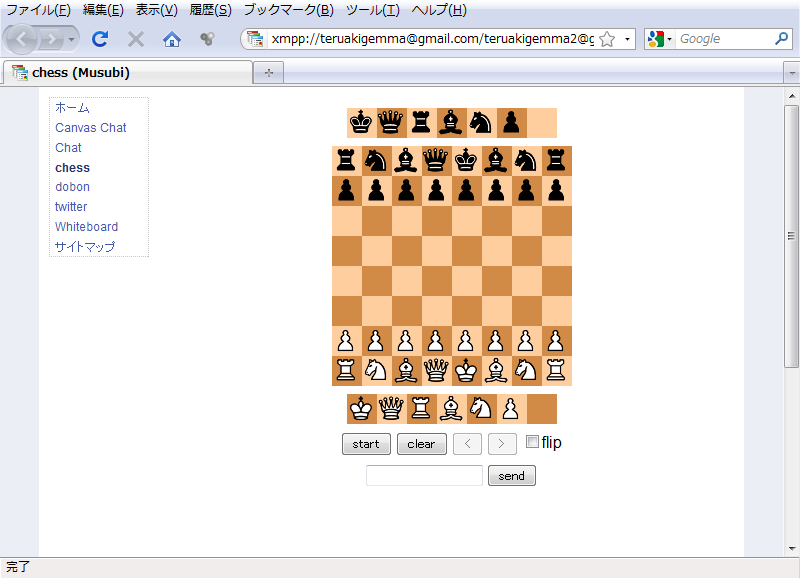 ファイル(F) 編集(E) 表示(V) 履歴(S) ブックマーク(B) ツール(T) ヘルプ(H)
xmpp://teruakigemma@gmail.com/teruakigemma2@g
Google
chess (Musubi)
ホーム
Canvas Chat
Chat
chess
dobon
twitter
Whiteboard
サイトマップ
start clear < > flip
send
完了